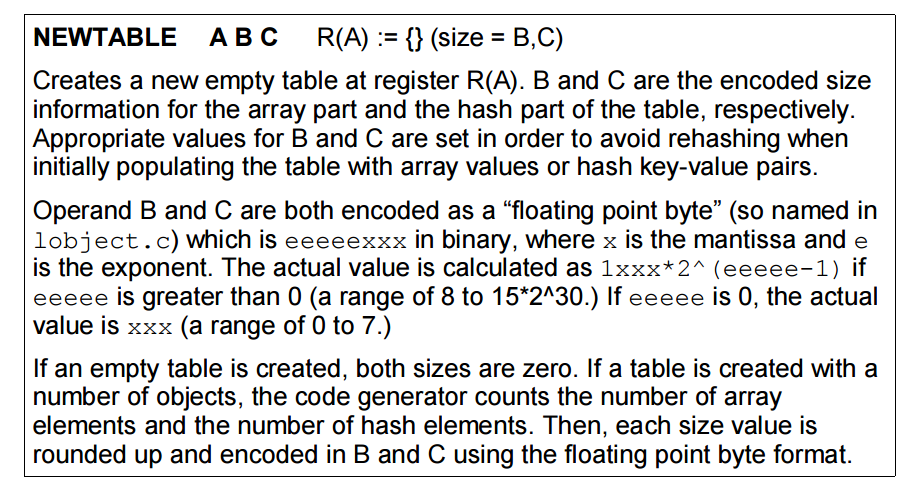 NEWTABLE A B C R(A) := {} (size = B,C)
Creates a new empty table at register R(A). B and C are the encoded size
information for the array part and the hash part of the table, respectively.
Appropriate values for B and C are set in order to avoid rehashing when
initially populating the table with array values or hash key-value pairs.
Operand B and C are both encoded as a “floating point byte” (so named in
lobject.c) which is eeeeexxx in binary, where x is the mantissa and e
is the exponent. The actual value is calculated as 1xxx*2^(eeeee-1) if
eeeee is greater than 0 (a range of 8 to 15*2^30.) If eeeee is 0, the actual
value is xxx (a range of 0 to 7.)
If an empty table is created, both sizes are zero. If a table is created with a
number of objects, the code generator counts the number of array
elements and the number of hash elements. Then, each size value is
rounded up and encoded in B and C using the floating point byte format.